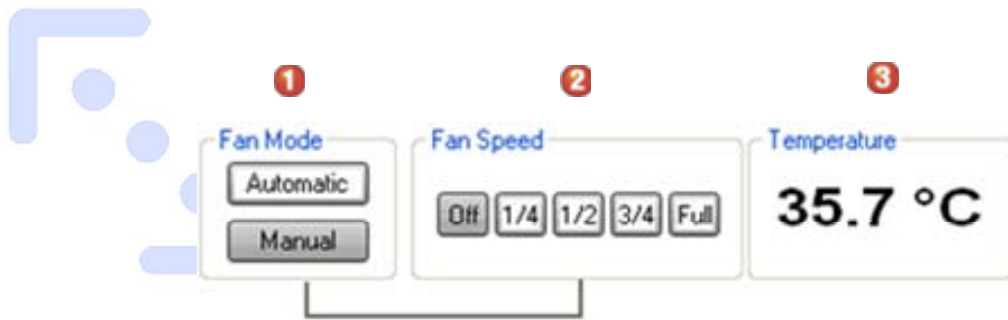 1 2 3
Fan Mode Fan Speed Temperature
Automatic
Manual
Off 1/4 1/2 3/4 Full
35.7 °C